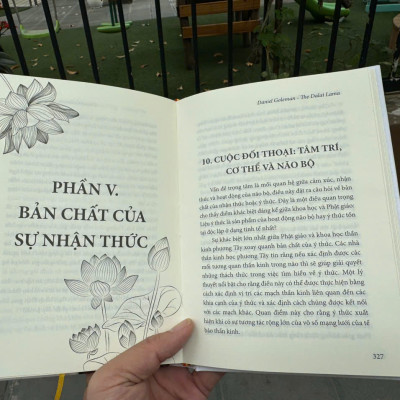 PHẦN V.
BẢN CHẤT CỦA
SỰ NHẬN THỨC
Daniel Goleman - The Dalai Lama
10. CUỘC ĐỐI THOẠI: TÂM TRÍ,
CƠ THỂ VÀ NÃO BỘ
Vấn đề trọng tâm là mối quan hệ giữa cảm xúc, nhận
thức và hoạt động của não bộ, điều này đặt ra câu hỏi về bản
chất của nhận thức hoặc ý thức. Đây là một điều quan trọng
cho thấy điểm khác biệt đáng kể giữa khoa học và Phật giáo:
Liệu ý thức là sản phẩm của hoạt động não bộ hay ý thức tồn
tại độc lập ở dạng tinh tế nhất?
Sự khác biệt lớn nhất giữa Phật giáo và khoa học thần
kinh phương Tây xoay quanh bản chất của ý thức. Các nhà
khoa học phương Tây tin rằng nếu xác định được các
mối tương quan thần kinh trong não thì sẽ giúp giải quyết
những thách thức trong việc tìm hiểu về ý thức. Một lý
thuyết nổi bật cho rằng điều này có thể được thực hiện bằng
cách xác định vị trí các mạch thần kinh liên quan đến các
khía cạnh của ý thức và xác định cách chúng được kết nối
với các mạch khác. Quan điểm này cho rằng ý thức xuất
hiện khi có sự tương tác rộng lớn của vô số mạng lưới của tế
bào thần kinh.
327